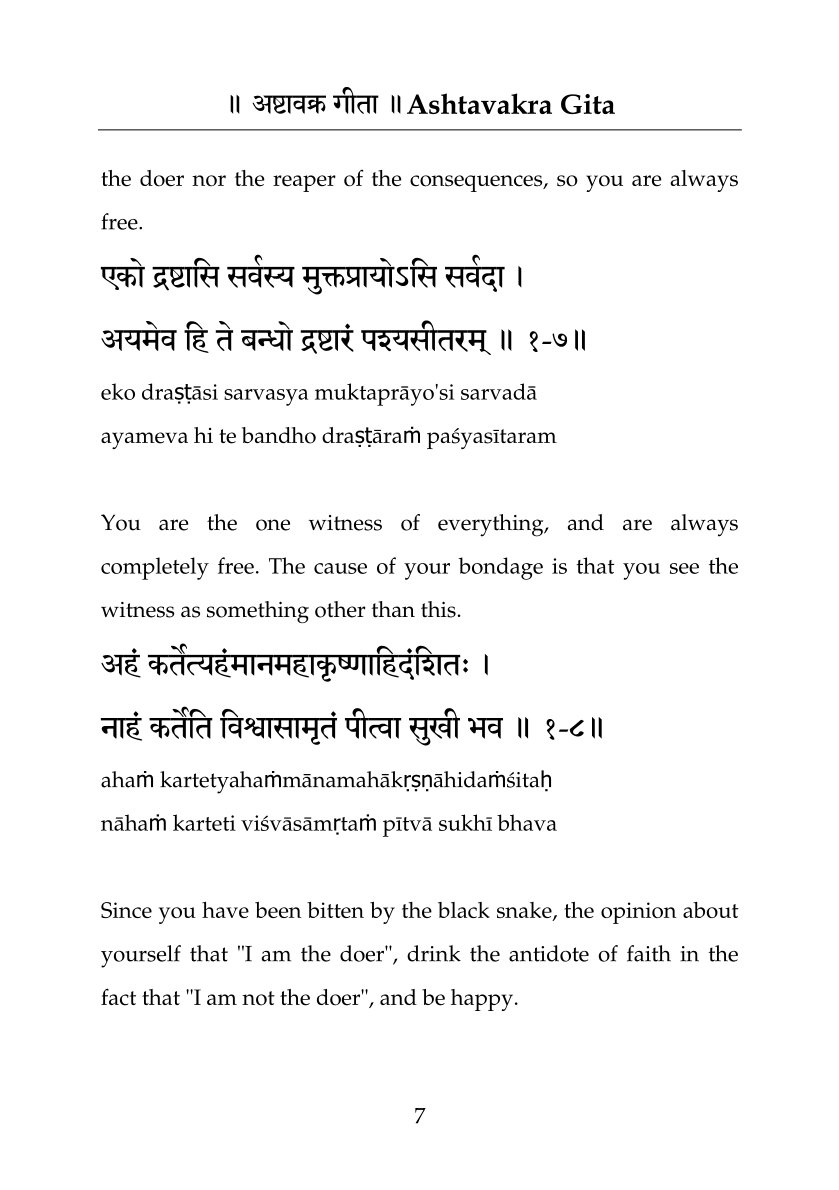 ॥ अष्टावक्र गीता ॥ Ashtavakra Gita
the doer nor the reaper of the consequences, so you are always
free.
एको द्रष्टासि सर्वस्य मुक्तप्रायोऽसि सर्वदा ।
अयमेव हि ते बन्धो द्रष्टारं पश्यसीतरम् ॥ १-७॥
eko draṣṭāsi sarvasya muktaprāyo'si sarvadā
ayameva hi te bandho draṣṭāraṁ paśyasītaram
You are the one witness of everything, and are always
completely free. The cause of your bondage is that you see the
witness as something other than this.
अहं कर्तेत्यहंमानमहाकृष्णाहिदंशितः ।
नाहं कर्तेति विश्वासामृतं पीत्वा सुखी भव ॥ १-८॥
ahaṁ kartetyahaṁmānamahākṛṣṇāhidaṁśitaḥ
nāhaṁ karteti viśvāsāmṛtaṁ pītvā sukhī bhava
Since you have been bitten by the black snake, the opinion about
yourself that "I am the doer", drink the antidote of faith in the
fact that "I am not the doer", and be happy.
7